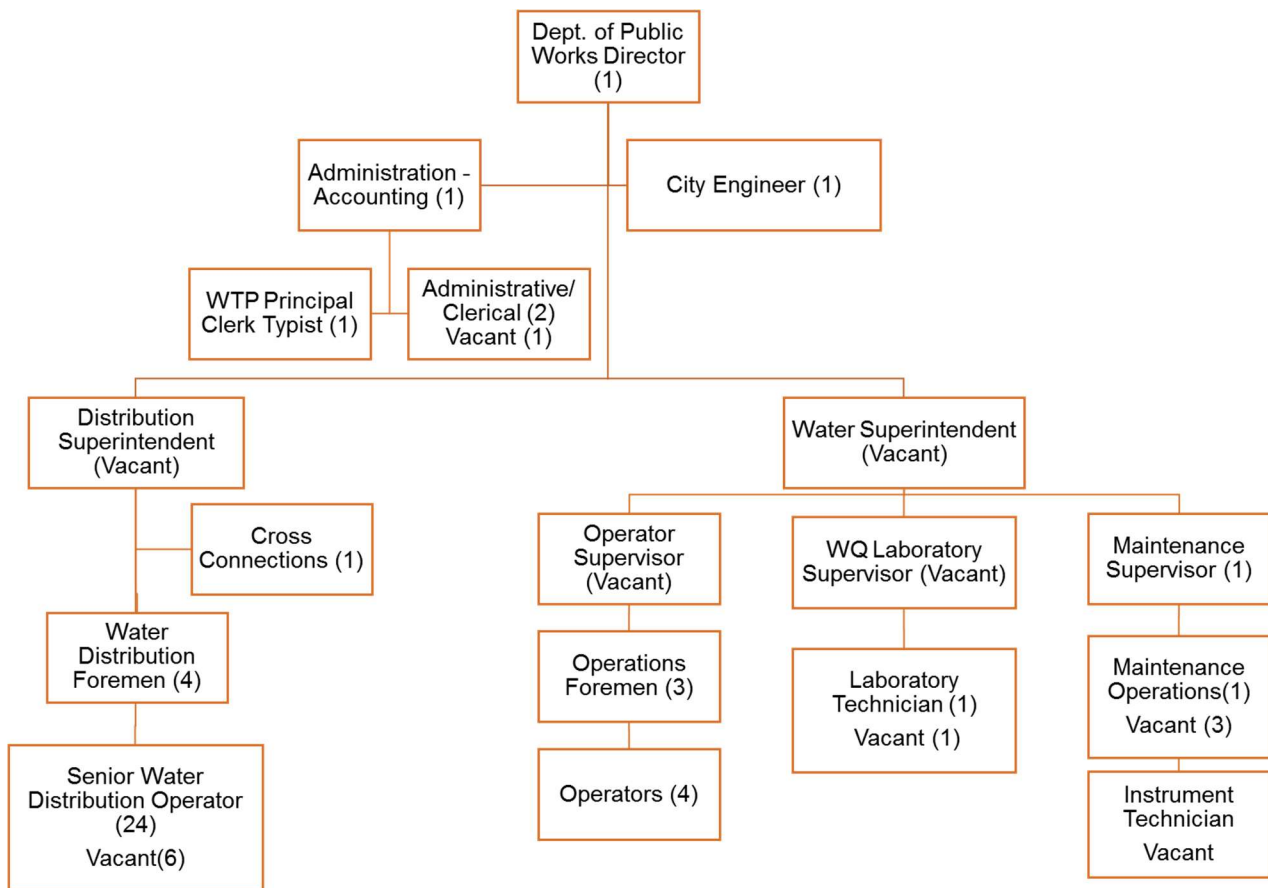 Dept. of Public
Works Director
(1)
Administration -
Accounting (1)
City Engineer (1)
WTP Principal
Clerk Typist (1)
Administrative/
Clerical (2)
Vacant (1)
Distribution
Superintendent
(Vacant)
Water Superintendent
(Vacant)
Cross
Connections (1)
Operator
Supervisor
(Vacant)
WQ Laboratory
Supervisor (Vacant)
Maintenance
Supervisor (1)
Water
Distribution
Foremen (4)
Operations
Foremen (3)
Laboratory
Technician (1)
Vacant (1)
Maintenance
Operations(1)
Vacant (3)
Senior Water
Distribution Operator
(24)
Vacant(6)
Operators (4)
Instrument
Technician
Vacant